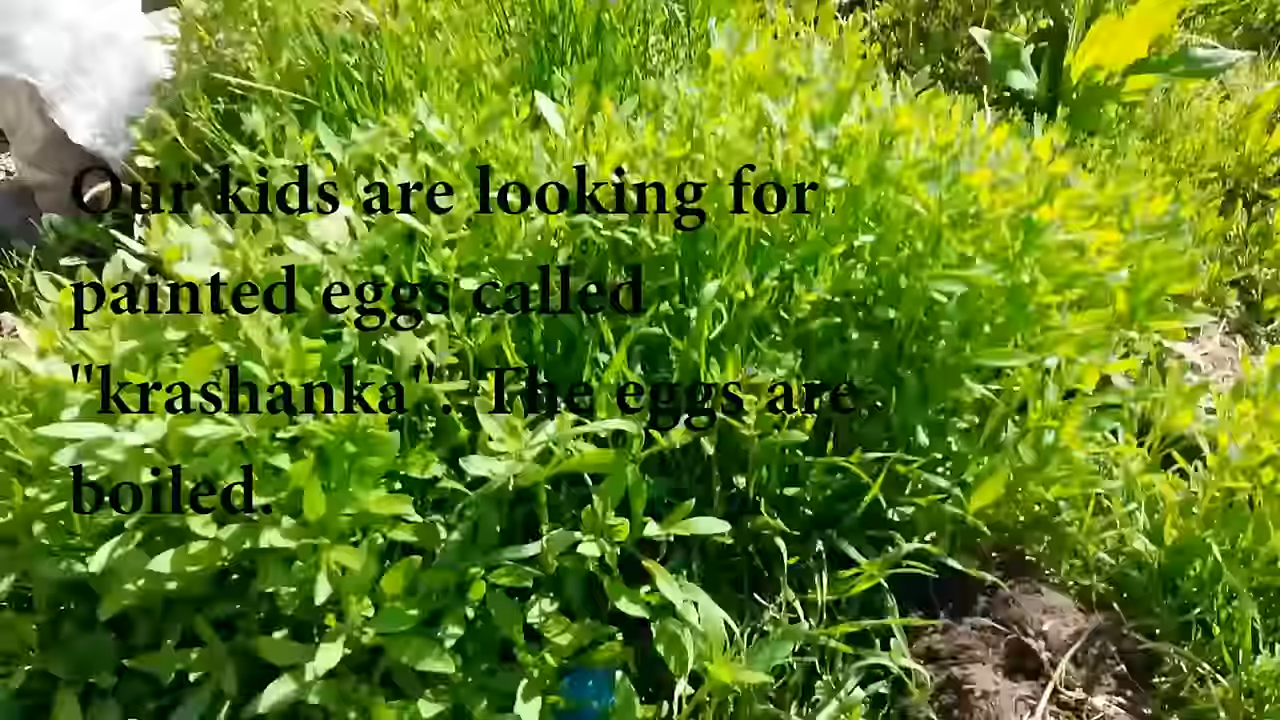 Our kids are looking for
painted eggs called
"krashanka". The eggs are
boiled.